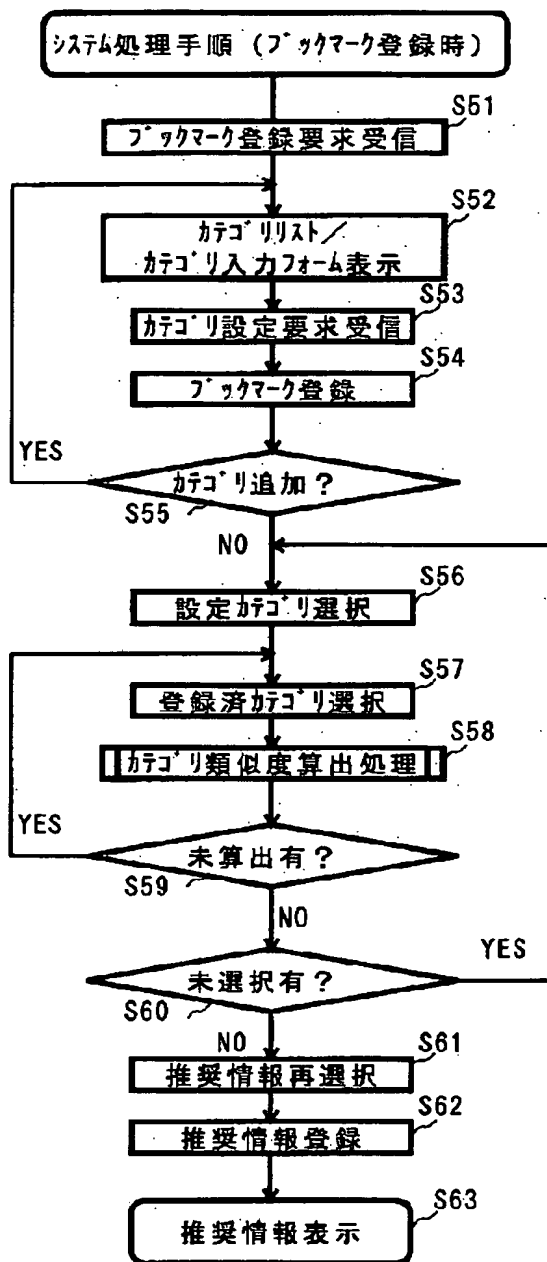 システム処理手順（ブックマーク登録時）
S51
ブックマーク登録要求受信
S52
カテゴリリスト／
カテゴリ入力フォーム表示
S53
カテゴリ設定要求受信
S54
ブックマーク登録
YES
カテゴリ追加？
S55
NO
S56
設定カテゴリ選択
S57
登録済カテゴリ選択
S58
カテゴリ類似度算出処理
YES
未算出有？
S59
NO
YES
未選択有？
S60
NO
S61
推奨情報再選択
S62
推奨情報登録
S63
推奨情報表示